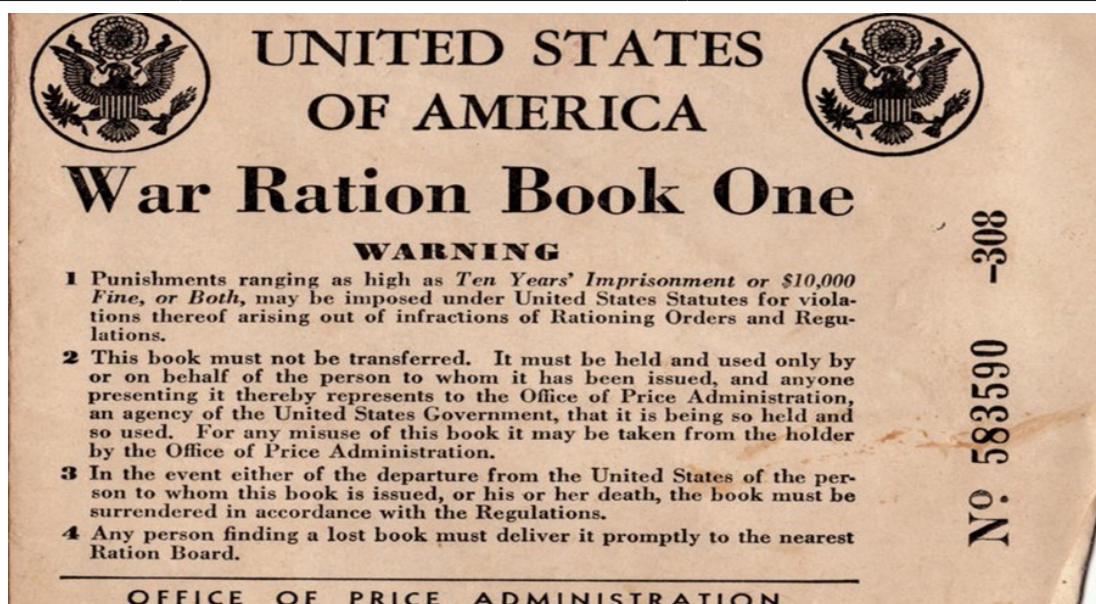 UNITED STATES
OF AMERICA
War Ration Book One
WARNING
1 Punishments ranging as high as Ten Years' Imprisonment or $10,000
Fine, or Both, may be imposed under United States Statutes for viola-
tions thereof arising out of infractions of Rationing Orders and Regu-
lations.
2 This book must not be transferred. It must be held and used only by
or on behalf of the person to whom it has been issued, and anyone
presenting it thereby represents to the Office of Price Administration,
an agency of the United States Government, that it is being so held and
so used. For any misuse of this book it may be taken from the holder
by the Office of Price Administration.
3 In the event either of the departure from the United States of the per-
son to whom this book is issued, or his or her death, the book must be
surrendered in accordance with the Regulations.
4 Any person finding a lost book must deliver it promptly to the nearest
Ration Board.
OFFICE OF PRICE ADMINISTRATION
Nº. 583590 -308